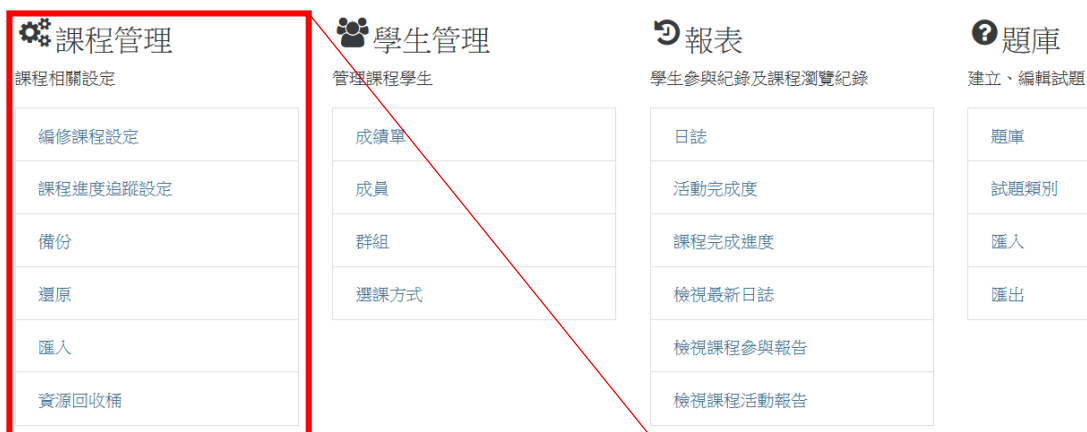 課程管理
課程相關設定
編修課程設定
課程進度追蹤設定
備份
還原
匯入
資源回收桶
學生管理
管理課程學生
成績單
成員
群組
選課方式
報表
學生參與紀錄及課程瀏覽紀錄
日誌
活動完成度
課程完成進度
檢視最新日誌
檢視課程參與報告
檢視課程活動報告
題庫
建立、編輯試題
題庫
試題類別
匯入
匯出